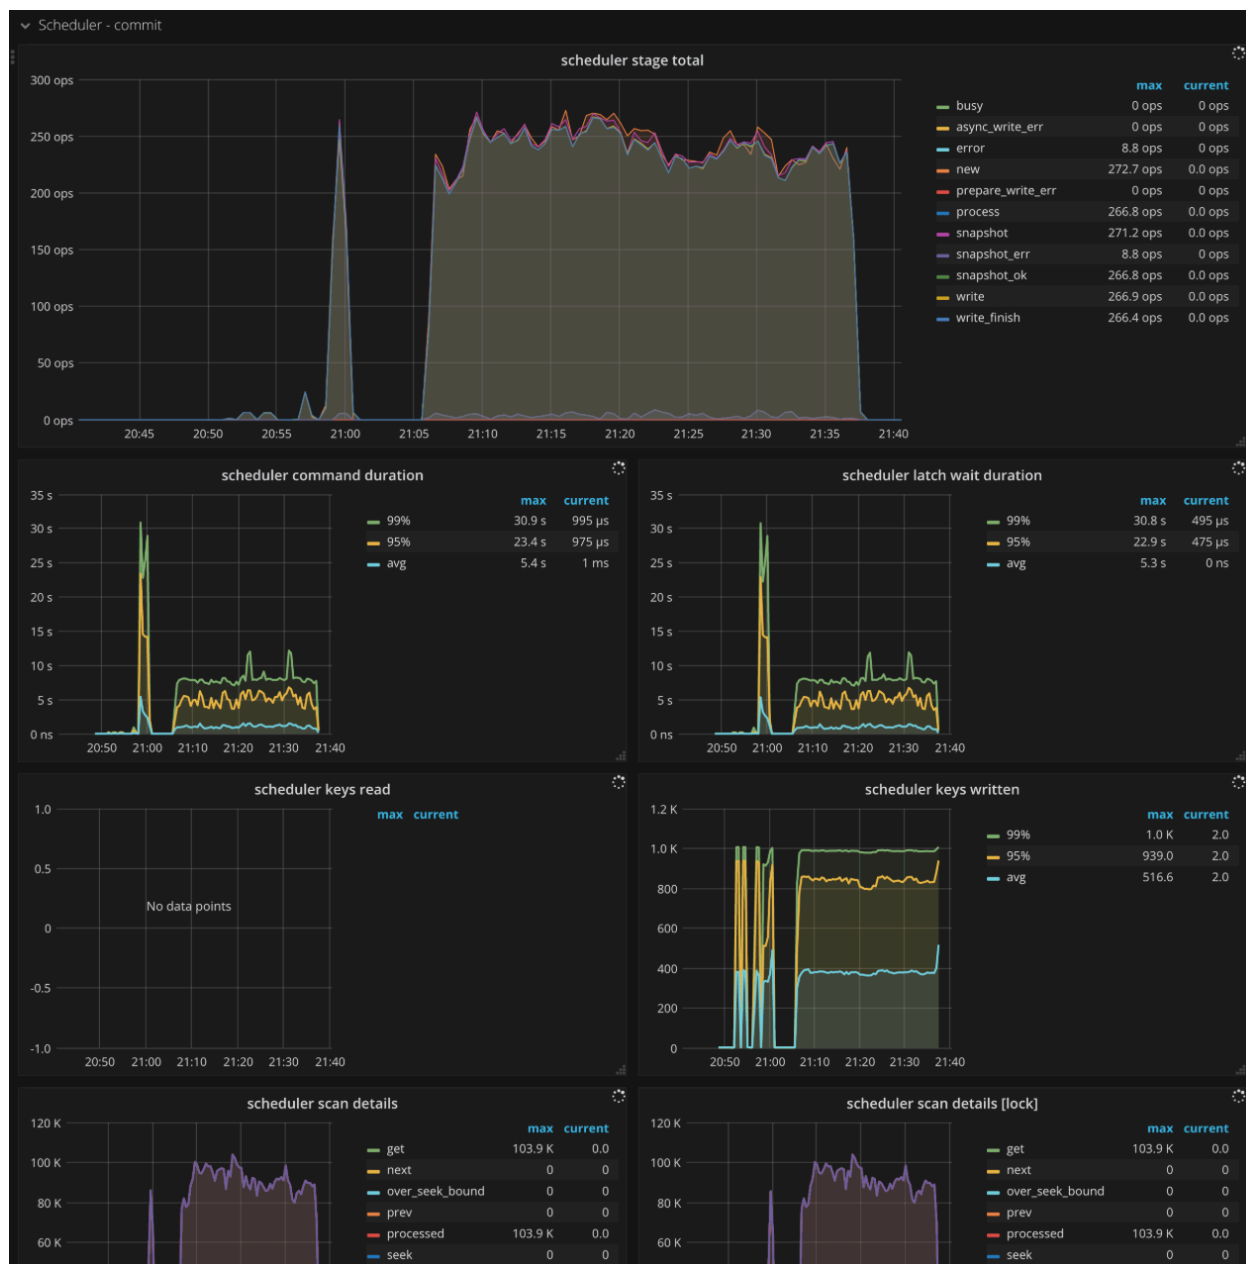 Scheduler - commit
scheduler stage total
300 ops
250 ops
200 ops
150 ops
100 ops
50 ops
0 ops
20:45 20:50 20:55 21:00 21:05 21:10 21:15 21:20 21:25 21:30 21:35 21:40
max current
busy 0 ops 0 ops
async_write_err 0 ops 0 ops
error 8.8 ops 0 ops
new 272.7 ops 0.0 ops
prepare_write_err 0 ops 0 ops
process 266.8 ops 0.0 ops
snapshot 271.2 ops 0.0 ops
snapshot_err 8.8 ops 0 ops
snapshot_ok 266.8 ops 0.0 ops
write 266.9 ops 0.0 ops
write_finish 266.4 ops 0.0 ops
scheduler command duration
35 s
30 s
25 s
20 s
15 s
10 s
5 s
0 ns
20:50 21:00 21:10 21:20 21:30 21:40
max current
99% 30.9 s 995 µs
95% 23.4 s 975 µs
avg 5.4 s 1 ms
scheduler latch wait duration
35 s
30 s
25 s
20 s
15 s
10 s
5 s
0 ns
20:50 21:00 21:10 21:20 21:30 21:40
max current
99% 30.8 s 495 µs
95% 22.9 s 475 µs
avg 5.3 s 0 ns
scheduler keys read
1.0
0.5
0
-0.5
-1.0
No data points
20:50 21:00 21:10 21:20 21:30 21:40
max current
scheduler keys written
1.2 K
1.0 K
800
600
400
200
0
20:50 21:00 21:10 21:20 21:30 21:40
max current
99% 1.0 K 2.0
95% 939.0 2.0
avg 516.6 2.0
scheduler scan details
120 K
100 K
80 K
60 K
max current
get 103.9 K 0.0
next 0 0
over_seek_bound 0 0
prev 0 0
processed 103.9 K 0.0
seek 0 0
scheduler scan details [lock]
120 K
100 K
80 K
60 K
max current
get 103.9 K 0.0
next 0 0
over_seek_bound 0 0
prev 0 0
processed 103.9 K 0.0
seek 0 0